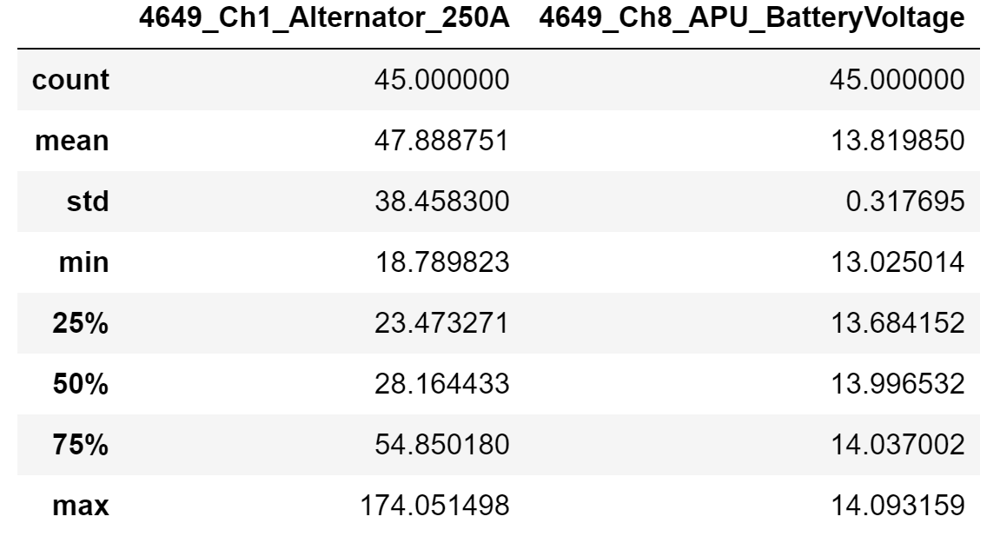 4649_Ch1_Alternator_250A 4649_Ch8_APU_BatteryVoltage
count 45.000000 45.000000
mean 47.888751 13.819850
std 38.458300 0.317695
min 18.789823 13.025014
25% 23.473271 13.684152
50% 28.164433 13.996532
75% 54.850180 14.037002
max 174.051498 14.093159